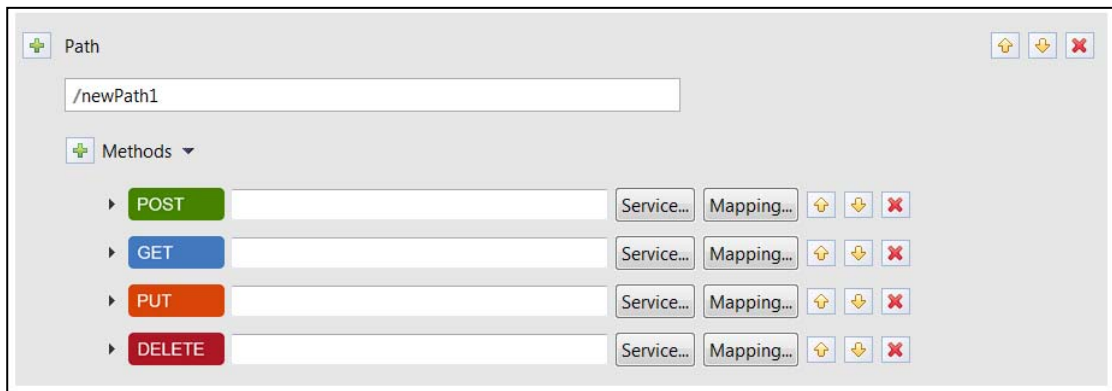 Path
/newPath1
Methods
POST Service... Mapping...
GET Service... Mapping...
PUT Service... Mapping...
DELETE Service... Mapping...